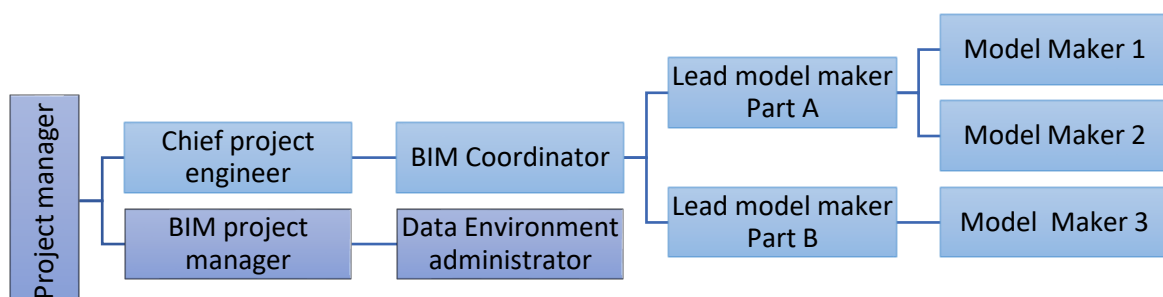 Project manager
Chief project
engineer
BIM project
manager
BIM Coordinator
Data Environment
administrator
Lead model maker
Part A
Lead model maker
Part B
Model Maker 1
Model Maker 2
Model  Maker 3